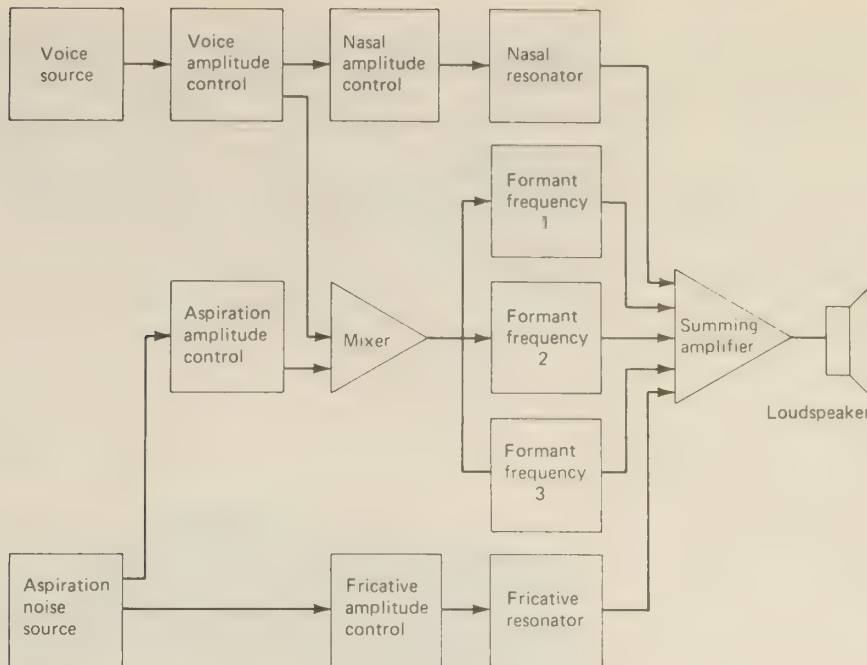 Voice
source
Voice
amplitude
control
Nasal
amplitude
control
Nasal
resonator
Formant
frequency
1
Aspiration
amplitude
control
Mixer
Formant
frequency
2
Summing
amplifier
Loudspeaker
Formant
frequency
3
Aspiration
noise
source
Fricative
amplitude
control
Fricative
resonator